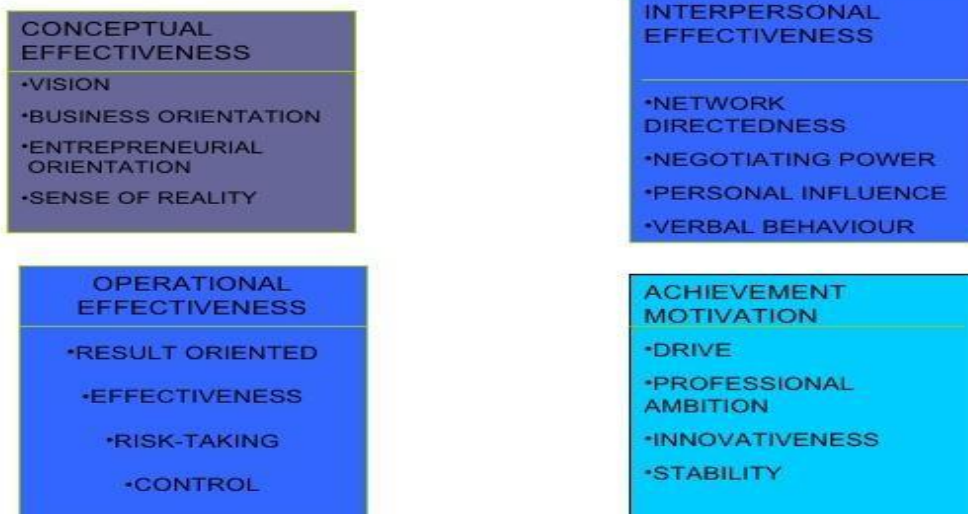 CONCEPTUAL
EFFECTIVENESS
•VISION
•BUSINESS ORIENTATION
•ENTREPRENEURIAL
ORIENTATION
•SENSE OF REALITY
INTERPERSONAL
EFFECTIVENESS
•NETWORK
DIRECTEDNESS
•NEGOTIATING POWER
•PERSONAL INFLUENCE
•VERBAL BEHAVIOUR
OPERATIONAL
EFFECTIVENESS
•RESULT ORIENTED
•EFFECTIVENESS
•RISK-TAKING
•CONTROL
ACHIEVEMENT
MOTIVATION
•DRIVE
•PROFESSIONAL
AMBITION
•INNOVATIVENESS
•STABILITY